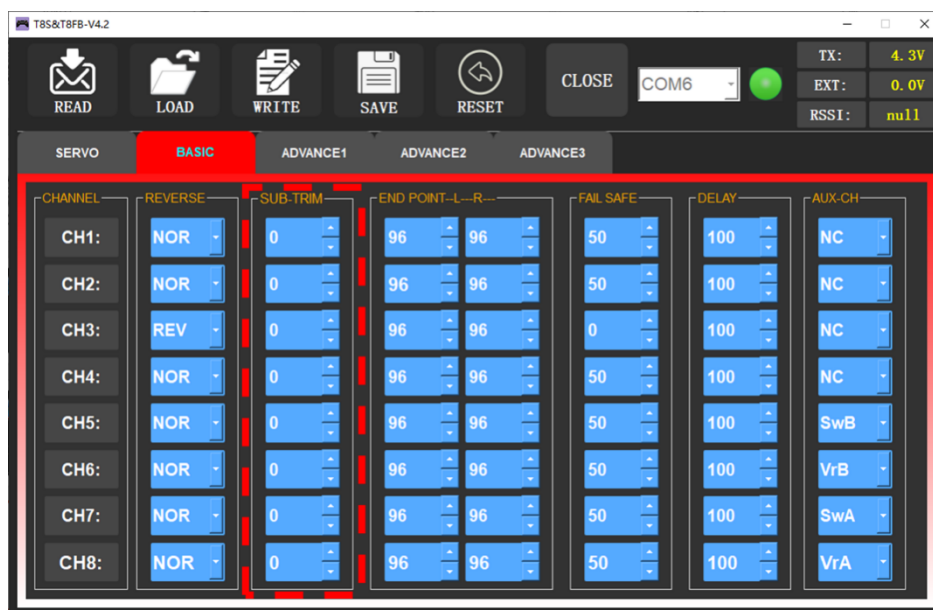 T8S&T8FB-V4.2
READ LOAD WRITE SAVE RESET CLOSE COM6
TX: 4.3V
EXT: 0.0V
RSSI: null
SERVO BASIC ADVANCE1 ADVANCE2 ADVANCE3
CHANNEL REVERSE SUB-TRIM END POINT--L---R--- FAIL SAFE DELAY AUX-CH
CH1: NOR 0 96 96 50 100 NC
CH2: NOR 0 96 96 50 100 NC
CH3: REV 0 96 96 0 100 NC
CH4: NOR 0 96 96 50 100 NC
CH5: NOR 0 96 96 50 100 SwB
CH6: NOR 0 96 96 50 100 VrB
CH7: NOR 0 96 96 50 100 SwA
CH8: NOR 0 96 96 50 100 VrA